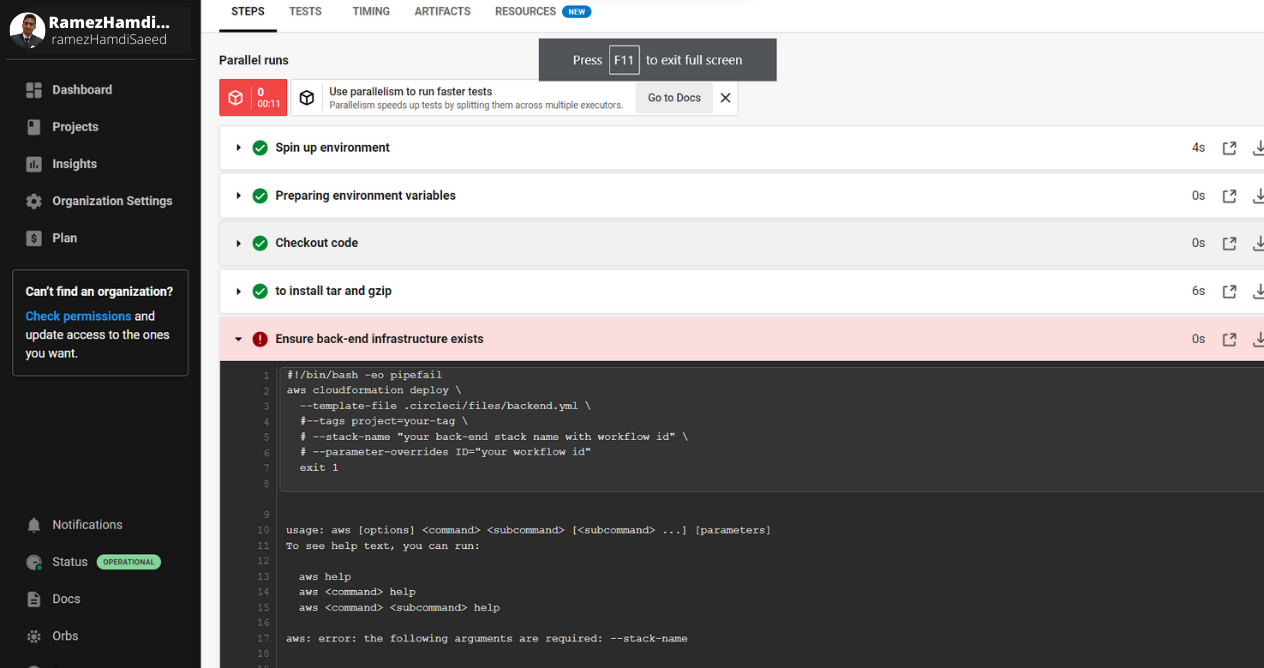 RamezHamdi...
ramezHamdiSaeed
Dashboard
Projects
Insights
Organization Settings
Plan
Can't find an organization?
Check permissions and
update access to the ones
you want.
Notifications
Status OPERATIONAL
Docs
Orbs
STEPS TESTS TIMING ARTIFACTS RESOURCES NEW
Press F11 to exit full screen
Parallel runs
0
00:11
Use parallelism to run faster tests
Parallelism speeds up tests by splitting them across multiple executors.
Go to Docs
Spin up environment 4s
Preparing environment variables 0s
Checkout code 0s
to install tar and gzip 6s
Ensure back-end infrastructure exists 0s
1 #!/bin/bash -eo pipefail
2 aws cloudformation deploy \
3 --template-file .circleci/files/backend.yml \
4 #--tags project=your-tag \
5 # --stack-name "your back-end stack name with workflow id" \
6 # --parameter-overrides ID="your workflow id"
7 exit 1
8
9
10 usage: aws [options] <command> <subcommand> [<subcommand> ...] [parameters]
11 To see help text, you can run:
12
13 aws help
14 aws <command> help
15 aws <command> <subcommand> help
16
17 aws: error: the following arguments are required: --stack-name
18